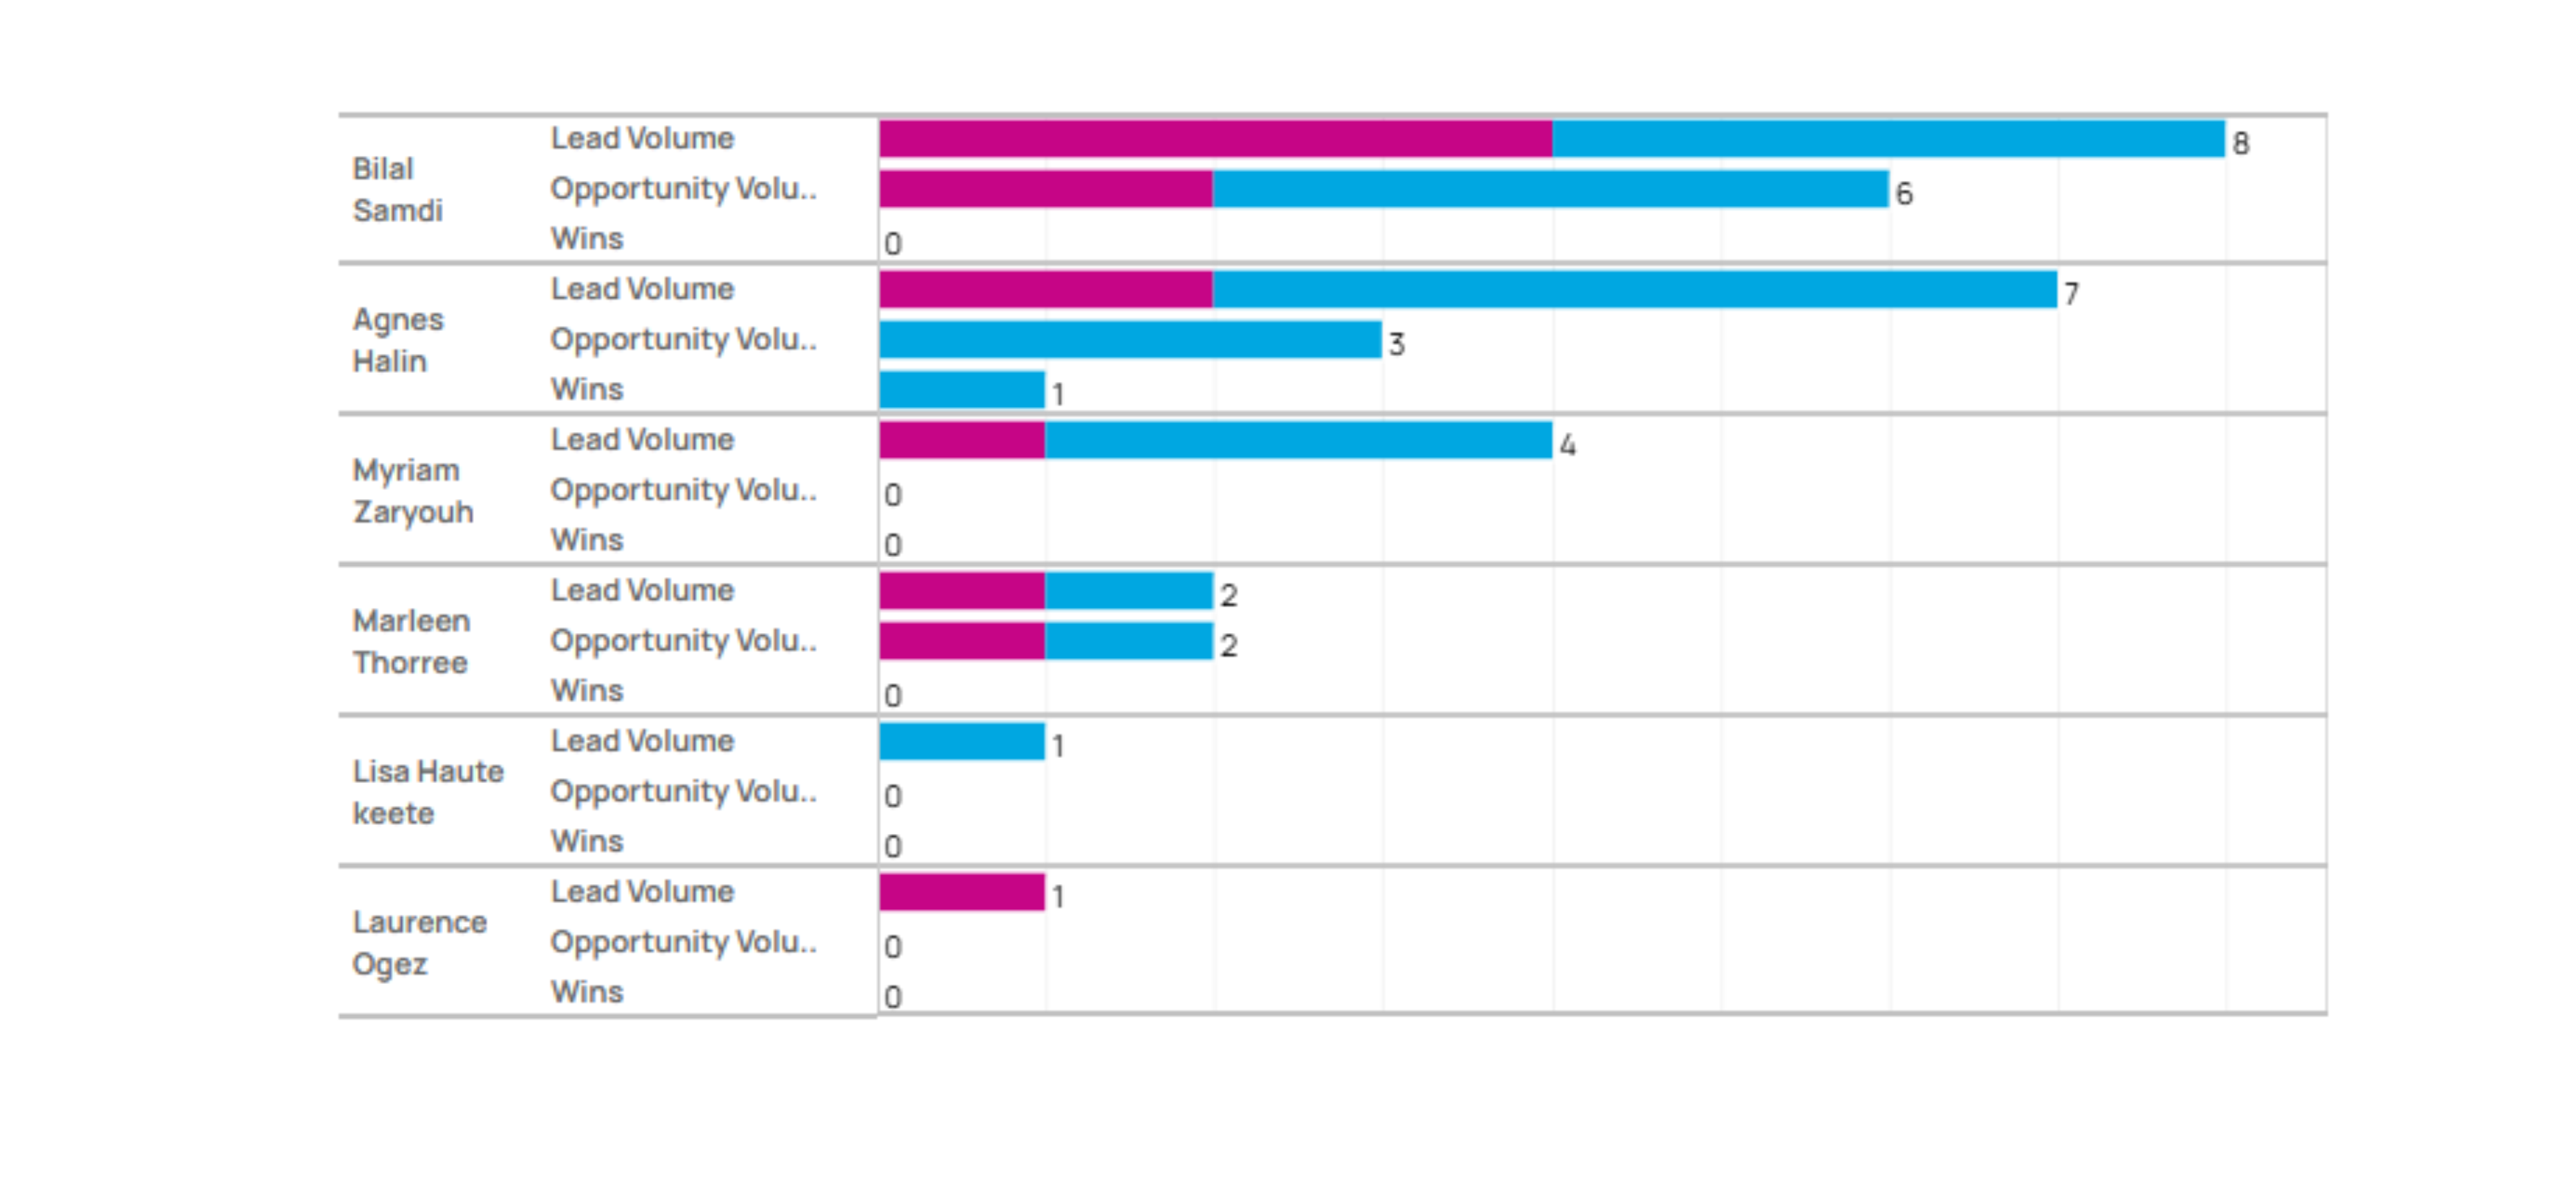 Lead Volume 8
Bilal
Samdi
Opportunity Volu.. 6
Wins 0
Lead Volume 7
Agnes
Halin
Opportunity Volu.. 3
Wins 1
Lead Volume 4
Myriam
Zaryouh
Opportunity Volu.. 0
Wins 0
Lead Volume 2
Marleen
Thorree
Opportunity Volu.. 2
Wins 0
Lead Volume 1
Lisa Haute
keete
Opportunity Volu.. 0
Wins 0
Lead Volume 1
Laurence
Ogez
Opportunity Volu.. 0
Wins 0